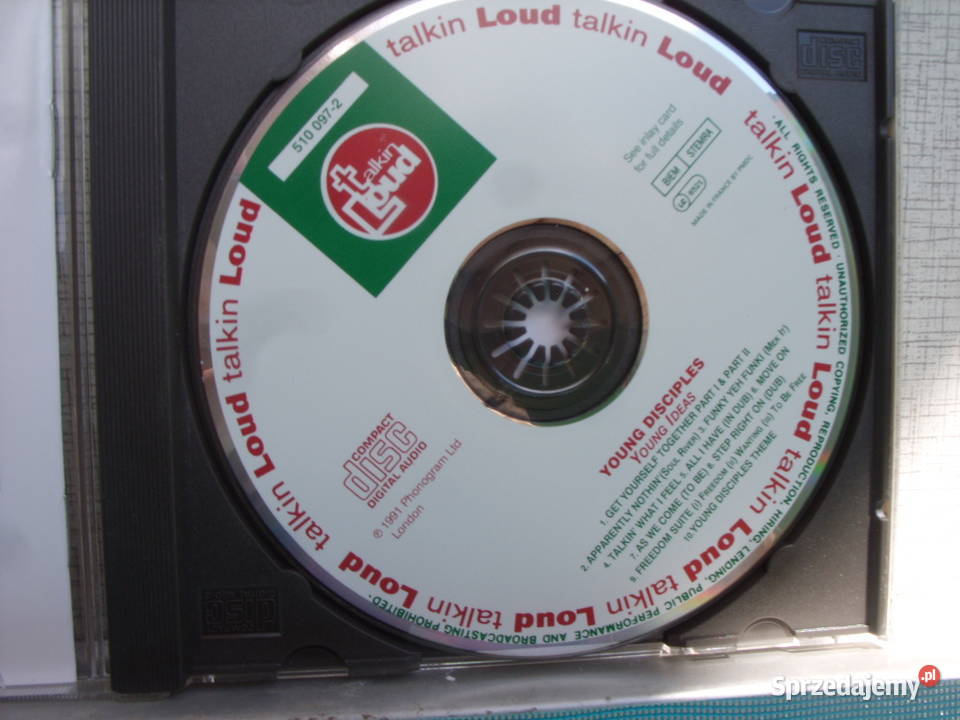 talkin Loud talkin Loud talkin Loud talkin Loud talkin Loud talkin Loud talkin Loud talkin Loud talkin Loud
510 097-2
talkin Loud
See inlay card
for full details
BIEM STEMRA
LC 8521
MADE IN FRANCE BY PMDC.
COMPACT
disc
DIGITAL AUDIO
℗ 1991 Phonogram Ltd
London
YOUNG DISCIPLES
YOUNG IDEAS
1. GET YOURSELF TOGETHER PART I & PART II
2. APPARENTLY NOTHIN' (SOUL RIVER) 3. FUNKY YEH FUNKI (MEK IT)
4. TALKIN' WHAT I FEEL 5. ALL I HAVE (IN DUB) 6. MOVE ON
7. AS WE COME (TO BE) 8. STEP RIGHT ON (DUB)
9. FREEDOM SUITE (I) FREEDOM (II) WANTING (III) TO BE FREE
10. YOUNG DISCIPLES THEME
· ALL RIGHTS RESERVED. UNAUTHORIZED COPYING, REPRODUCTION, HIRING, LENDING, PUBLIC PERFORMANCE AND BROADCASTING PROHIBITED·
disc
disc
Sprzedajemy.pl